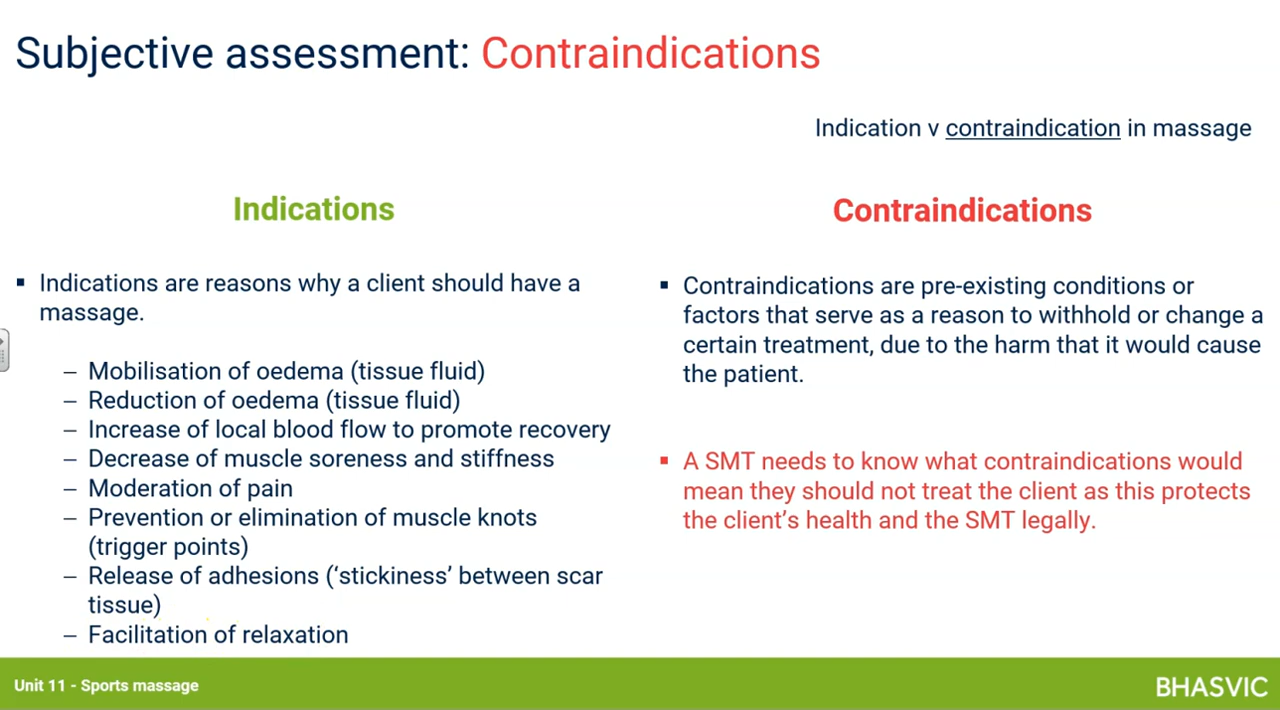 Subjective assessment: Contraindications
Indication v contraindication in massage
Indications
▪ Indications are reasons why a client should have a
massage.
– Mobilisation of oedema (tissue fluid)
– Reduction of oedema (tissue fluid)
– Increase of local blood flow to promote recovery
– Decrease of muscle soreness and stiffness
– Moderation of pain
– Prevention or elimination of muscle knots
(trigger points)
– Release of adhesions (‘stickiness’ between scar
tissue)
– Facilitation of relaxation
Contraindications
▪ Contraindications are pre-existing conditions or
factors that serve as a reason to withhold or change a
certain treatment, due to the harm that it would cause
the patient.
▪ A SMT needs to know what contraindications would
mean they should not treat the client as this protects
the client’s health and the SMT legally.
Unit 11 - Sports massage
BHASVIC